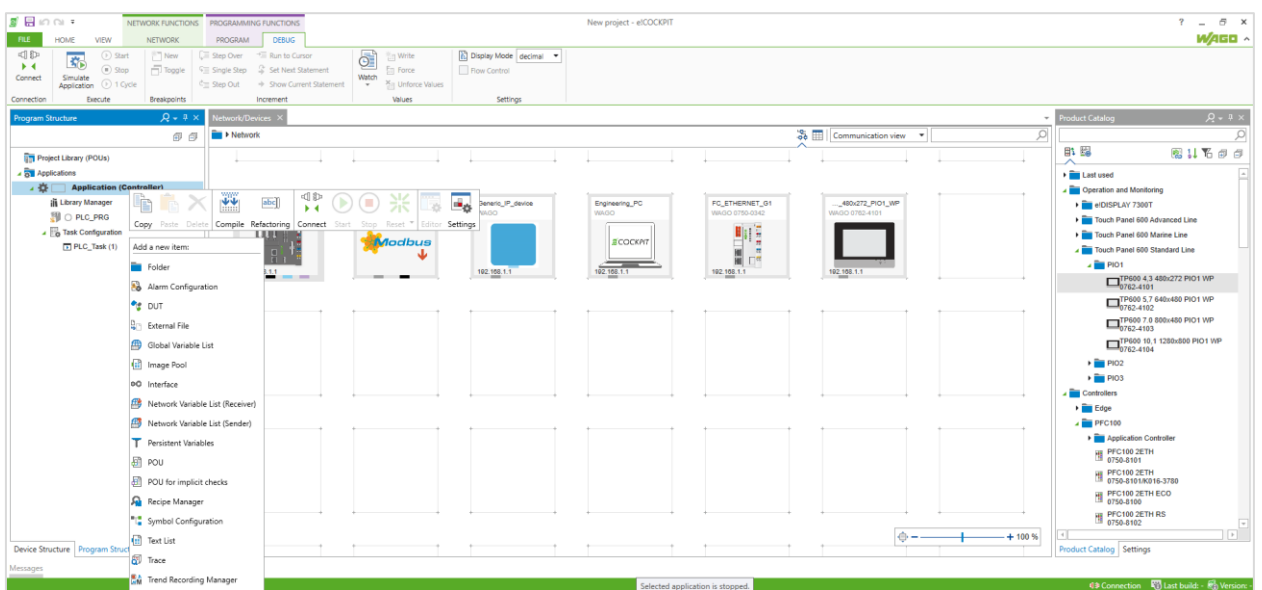 NETWORK FUNCTIONS PROGRAMMING FUNCTIONS New project - e!COCKPIT ?
FILE HOME VIEW NETWORK PROGRAM DEBUG WAGO
Start New Step Over Run to Cursor Write Display Mode decimal
Connect Simulate Application Stop Toggle Single Step Set Next Statement Watch Force Flow Control
1 Cycle Step Out Show Current Statement Unforce Values
Connection Execute Breakpoints Increment Values Settings
Program Structure Network/Devices Product Catalog
Network Communication view
Project Library (POUs)
Applications
Application (Controller)
Library Manager
PLC_PRG
Task Configuration
PLC_Task (1)
Copy Paste Delete Compile Refactoring Connect Start Stop Reset Editor Settings
Add a new item:
Folder
Alarm Configuration
DUT
External File
Global Variable List
Image Pool
Interface
Network Variable List (Receiver)
Network Variable List (Sender)
Persistent Variables
POU
POU for implicit checks
Recipe Manager
Symbol Configuration
Text List
Trace
Trend Recording Manager
Modbus
Generic_IP_device
WAGO
192.168.1.1
Engineering_PC
WAGO
e!COCKPIT
192.168.1.1
FC_ETHERNET_G1
WAGO 0750-0342
192.168.1.1
..._480x272_PIO1_WP
WAGO 0762-4101
192.168.1.1
100 %
Last used
Operation and Monitoring
e!DISPLAY 7300T
Touch Panel 600 Advanced Line
Touch Panel 600 Marine Line
Touch Panel 600 Standard Line
PIO1
TP600 4,3 480x272 PIO1 WP
0762-4101
TP600 5,7 640x480 PIO1 WP
0762-4102
TP600 7.0 800x480 PIO1 WP
0762-4103
TP600 10,1 1280x800 PIO1 WP
0762-4104
PIO2
PIO3
Controllers
Edge
PFC100
Application Controller
PFC100 2ETH
0750-8101
PFC100 2ETH
0750-8101/K016-3780
PFC100 2ETH ECO
0750-8100
PFC100 2ETH RS
0750-8102
Device Structure Program Struct Product Catalog Settings
Messages
Selected application is stopped. Connection Last build: - Version: -